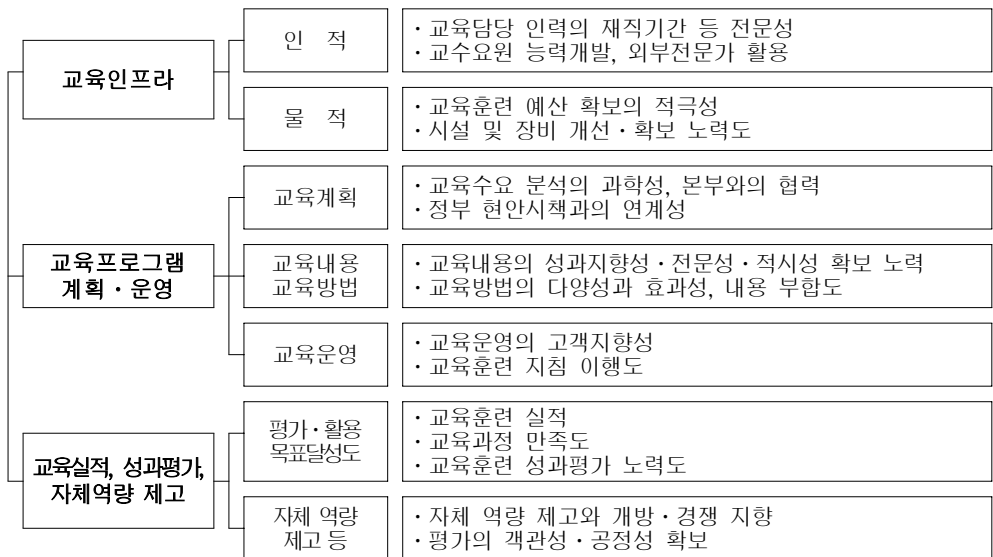 교육인프라
인 적
· 교육담당 인력의 재직기간 등 전문성
· 교수요원 능력개발, 외부전문가 활용
물 적
· 교육훈련 예산 확보의 적극성
· 시설 및 장비 개선·확보 노력도
교육프로그램
계획·운영
교육계획
· 교육수요 분석의 과학성, 본부와의 협력
· 정부 현안시책과의 연계성
교육내용
교육방법
· 교육내용의 성과지향성·전문성·적시성 확보 노력
· 교육방법의 다양성과 효과성, 내용 부합도
교육운영
· 교육운영의 고객지향성
· 교육훈련 지침 이행도
교육실적, 성과평가,
자체역량 제고
평가·활용
목표달성도
· 교육훈련 실적
· 교육과정 만족도
· 교육훈련 성과평가 노력도
자체 역량
제고 등
· 자체 역량 제고와 개방·경쟁 지향
· 평가의 객관성·공정성 확보